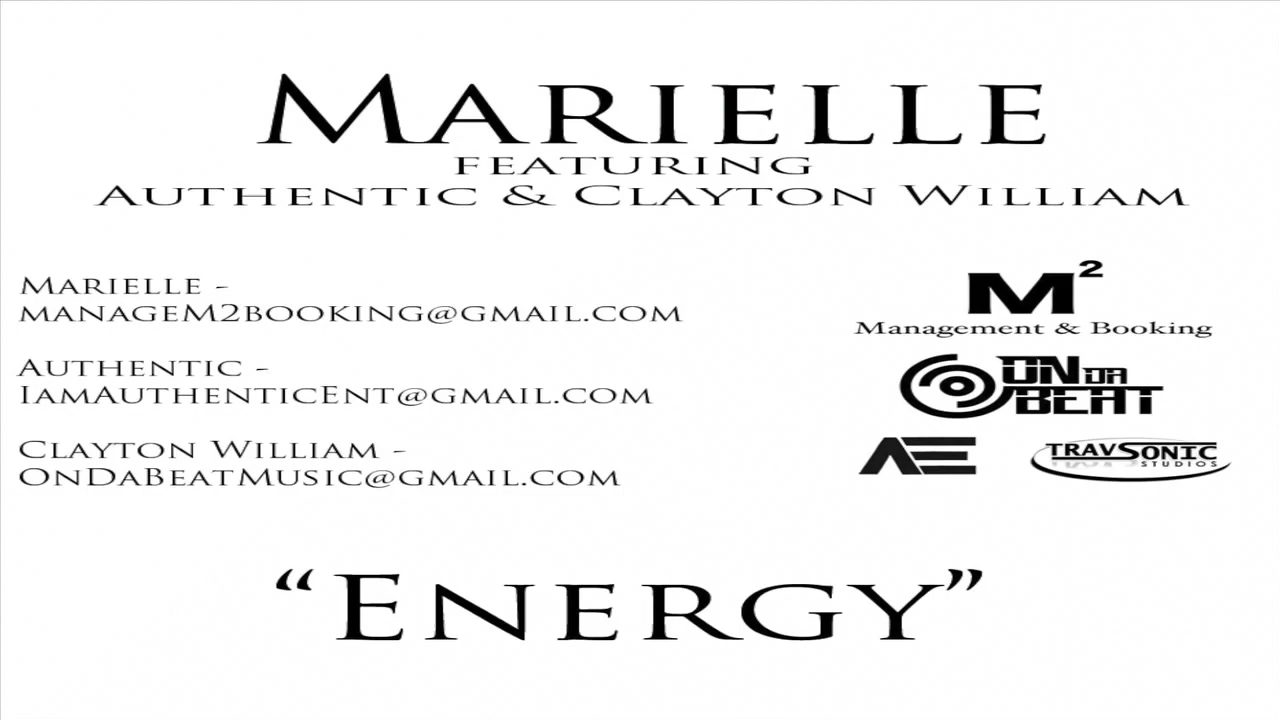 MARIELLE
FEATURING
AUTHENTIC & CLAYTON WILLIAM
MARIELLE -
MANAGEM2BOOKING@GMAIL.COM
AUTHENTIC -
IAMAUTHENTICENT@GMAIL.COM
CLAYTON WILLIAM -
ONDABEATMUSIC@GMAIL.COM
M²
Management & Booking
ON DA
BEAT
AE
TRAVSONIC
STUDIOS
“ENERGY”